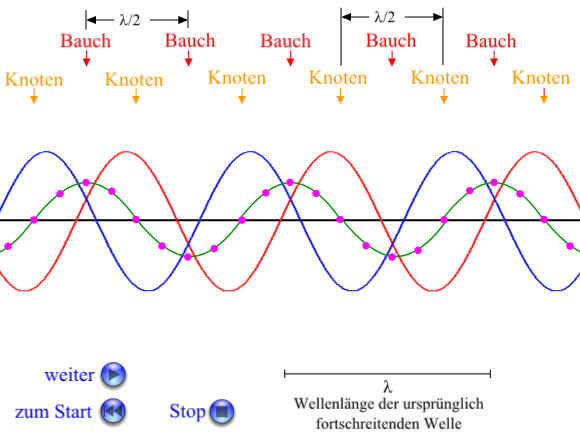 λ/2 λ/2
Bauch Bauch Bauch Bauch Bauch
Knoten Knoten Knoten Knoten Knoten Knoten
weiter
zum Start Stop
λ
Wellenlänge der ursprünglich
fortschreitenden Welle